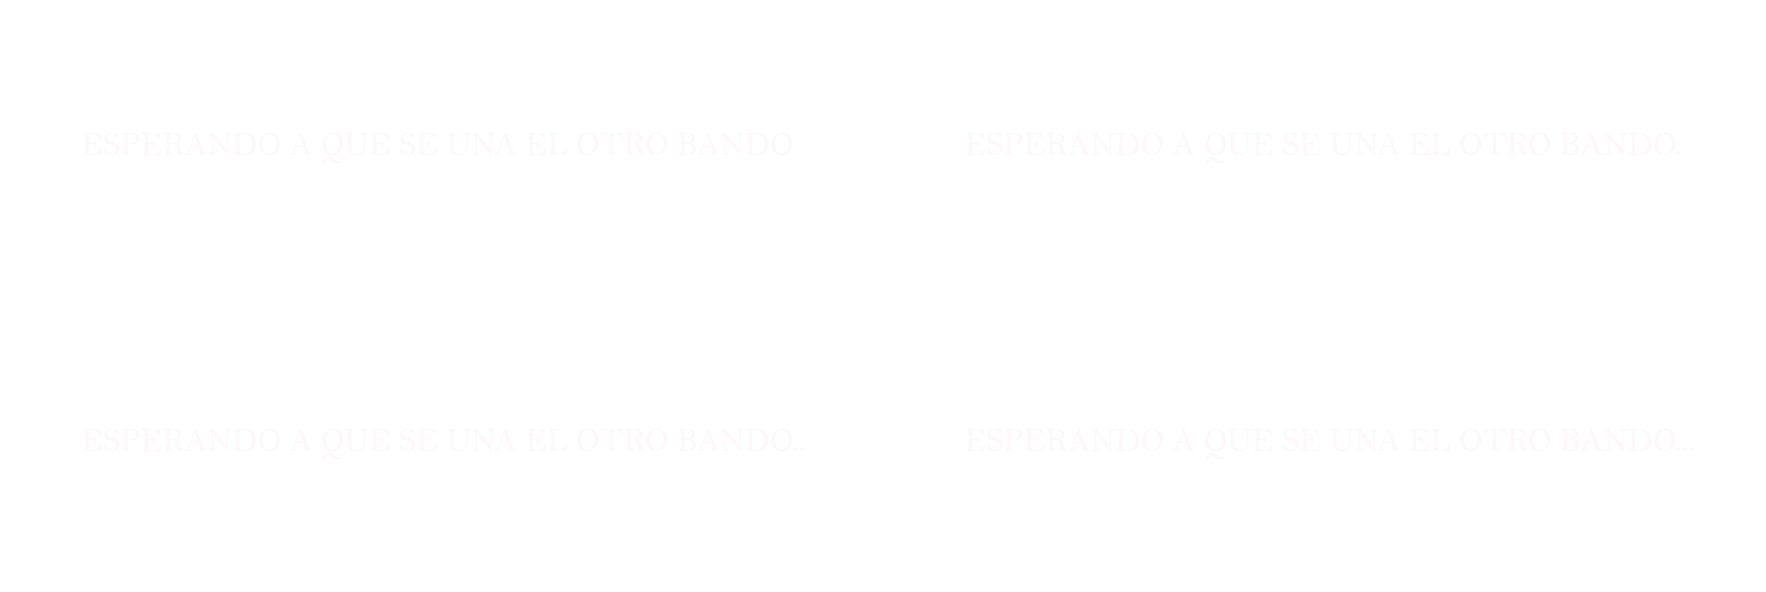 ESPERANDO A QUE SE UNA EL OTRO BANDO
ESPERANDO A QUE SE UNA EL OTRO BANDO.
ESPERANDO A QUE SE UNA EL OTRO BANDO..
ESPERANDO A QUE SE UNA EL OTRO BANDO...